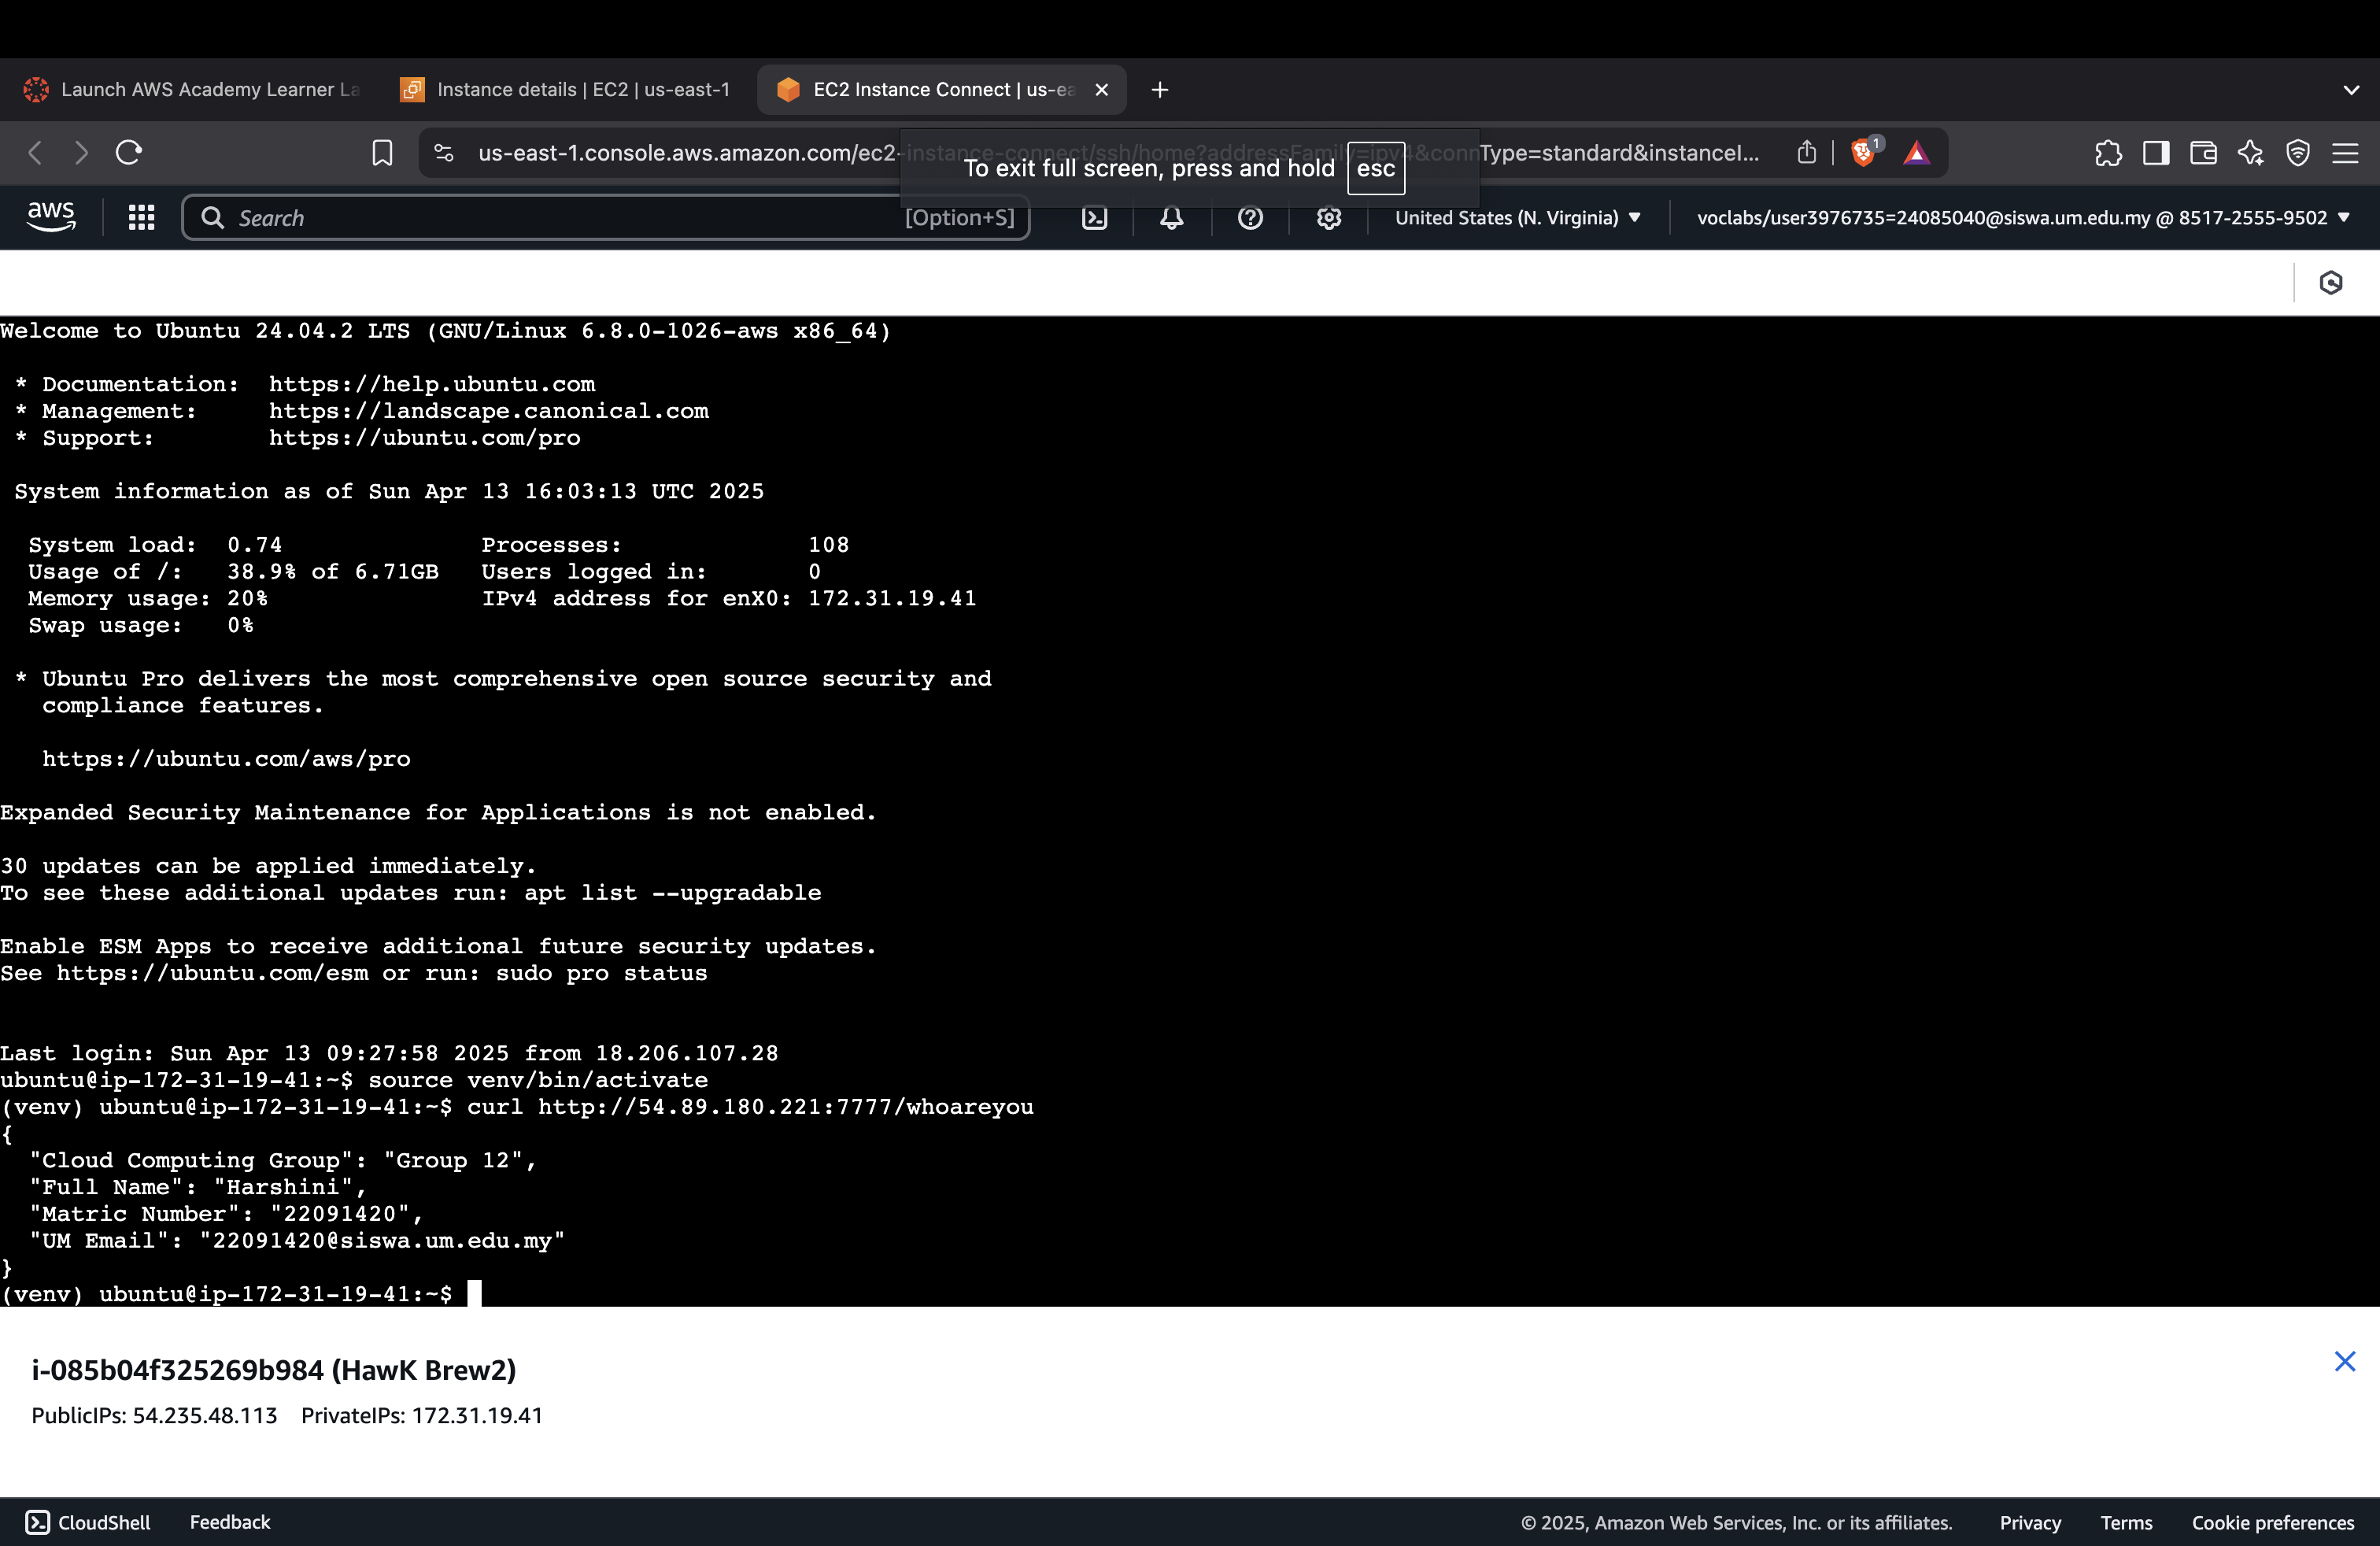 Launch AWS Academy Learner La
Instance details | EC2 | us-east-1
EC2 Instance Connect | us-ea
us-east-1.console.aws.amazon.com/ec2-instance-connect/ssh/home?addressFamily=ipv4&connType=standard&instanceI...
1
To exit full screen, press and hold esc
aws
Search
[Option+S]
United States (N. Virginia)
voclabs/user3976735=24085040@siswa.um.edu.my @ 8517-2555-9502
Welcome to Ubuntu 24.04.2 LTS (GNU/Linux 6.8.0-1026-aws x86_64)
* Documentation:  https://help.ubuntu.com
* Management:     https://landscape.canonical.com
* Support:        https://ubuntu.com/pro
System information as of Sun Apr 13 16:03:13 UTC 2025
System load:  0.74              Processes:             108
Usage of /:   38.9% of 6.71GB   Users logged in:       0
Memory usage: 20%               IPv4 address for enX0: 172.31.19.41
Swap usage:   0%
* Ubuntu Pro delivers the most comprehensive open source security and
compliance features.
https://ubuntu.com/aws/pro
Expanded Security Maintenance for Applications is not enabled.
30 updates can be applied immediately.
To see these additional updates run: apt list --upgradable
Enable ESM Apps to receive additional future security updates.
See https://ubuntu.com/esm or run: sudo pro status
Last login: Sun Apr 13 09:27:58 2025 from 18.206.107.28
ubuntu@ip-172-31-19-41:~$ source venv/bin/activate
(venv) ubuntu@ip-172-31-19-41:~$ curl http://54.89.180.221:7777/whoareyou
{
"Cloud Computing Group": "Group 12",
"Full Name": "Harshini",
"Matric Number": "22091420",
"UM Email": "22091420@siswa.um.edu.my"
}
(venv) ubuntu@ip-172-31-19-41:~$
i-085b04f325269b984 (HawK Brew2)
PublicIPs: 54.235.48.113    PrivateIPs: 172.31.19.41
CloudShell
Feedback
© 2025, Amazon Web Services, Inc. or its affiliates.
Privacy
Terms
Cookie preferences